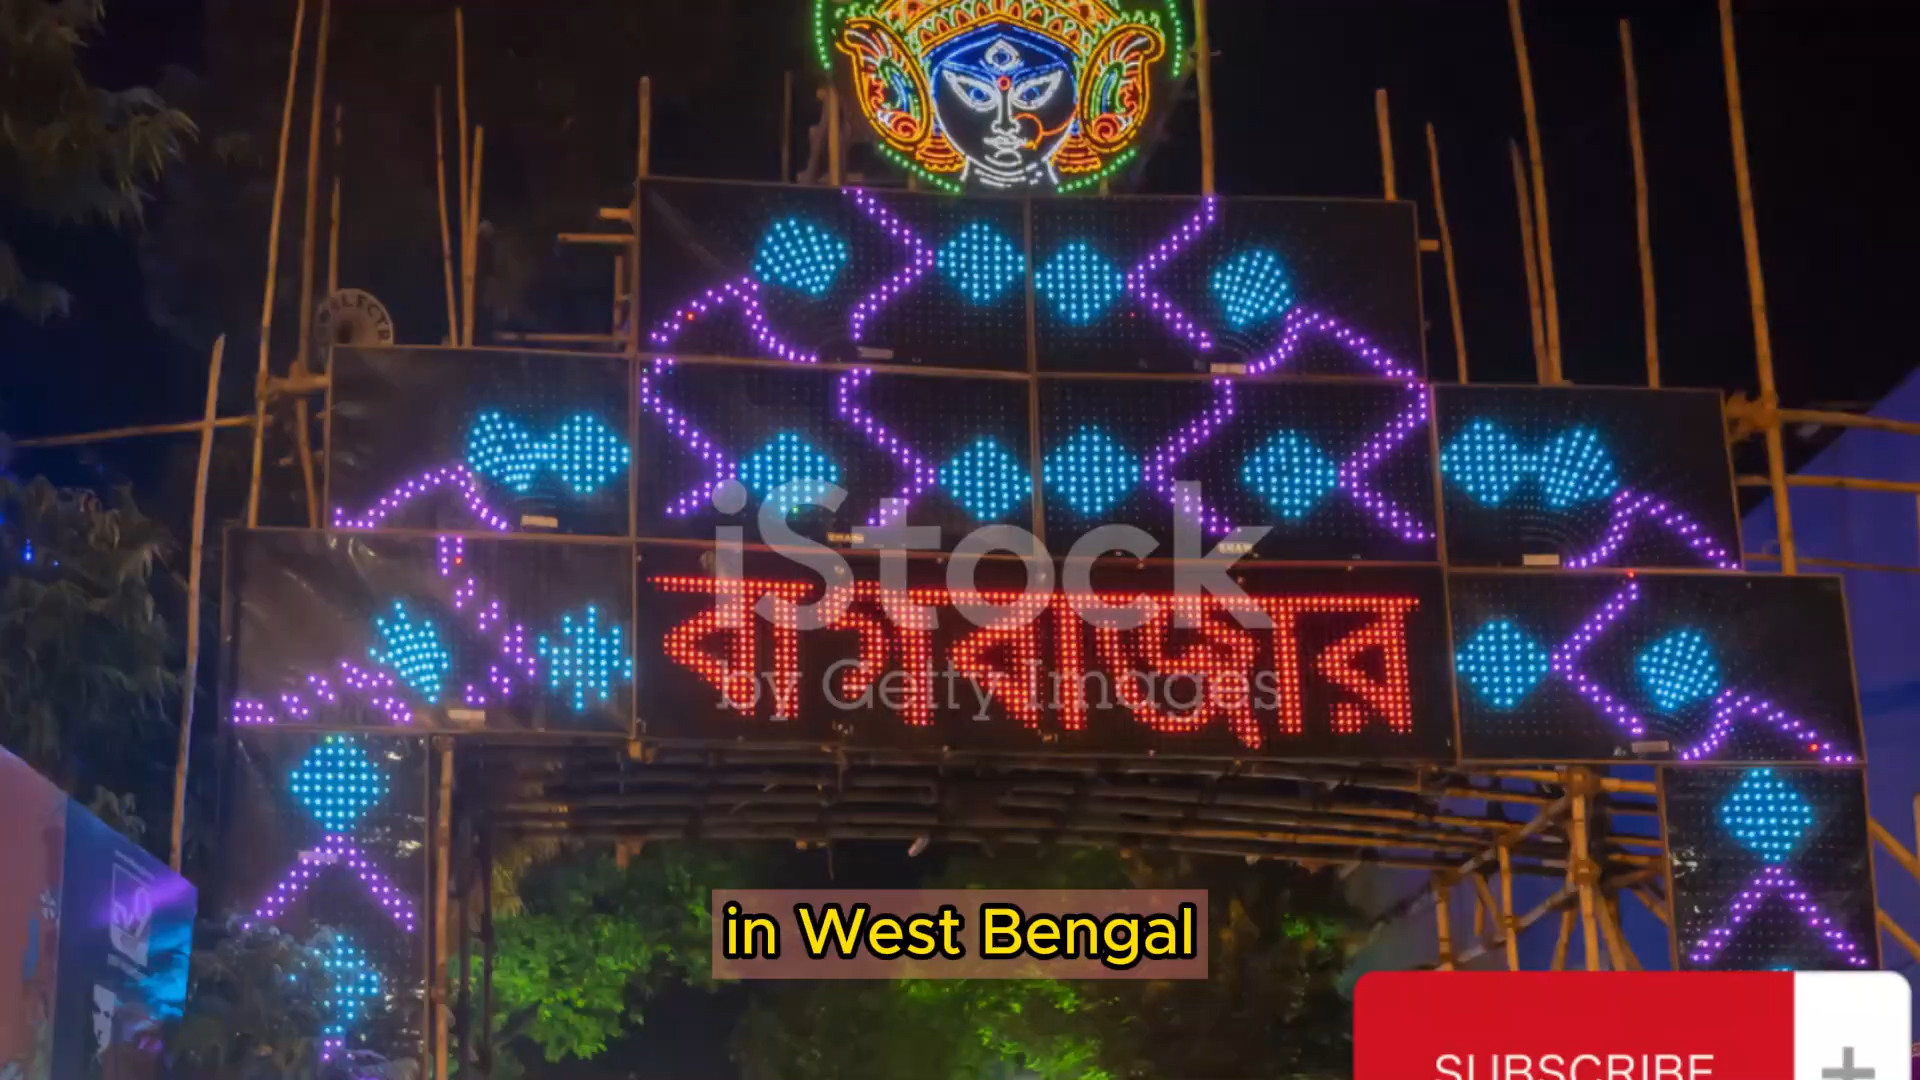 iStock
বাগবাজার
by Getty Images
in West Bengal
SUBSCRIBE